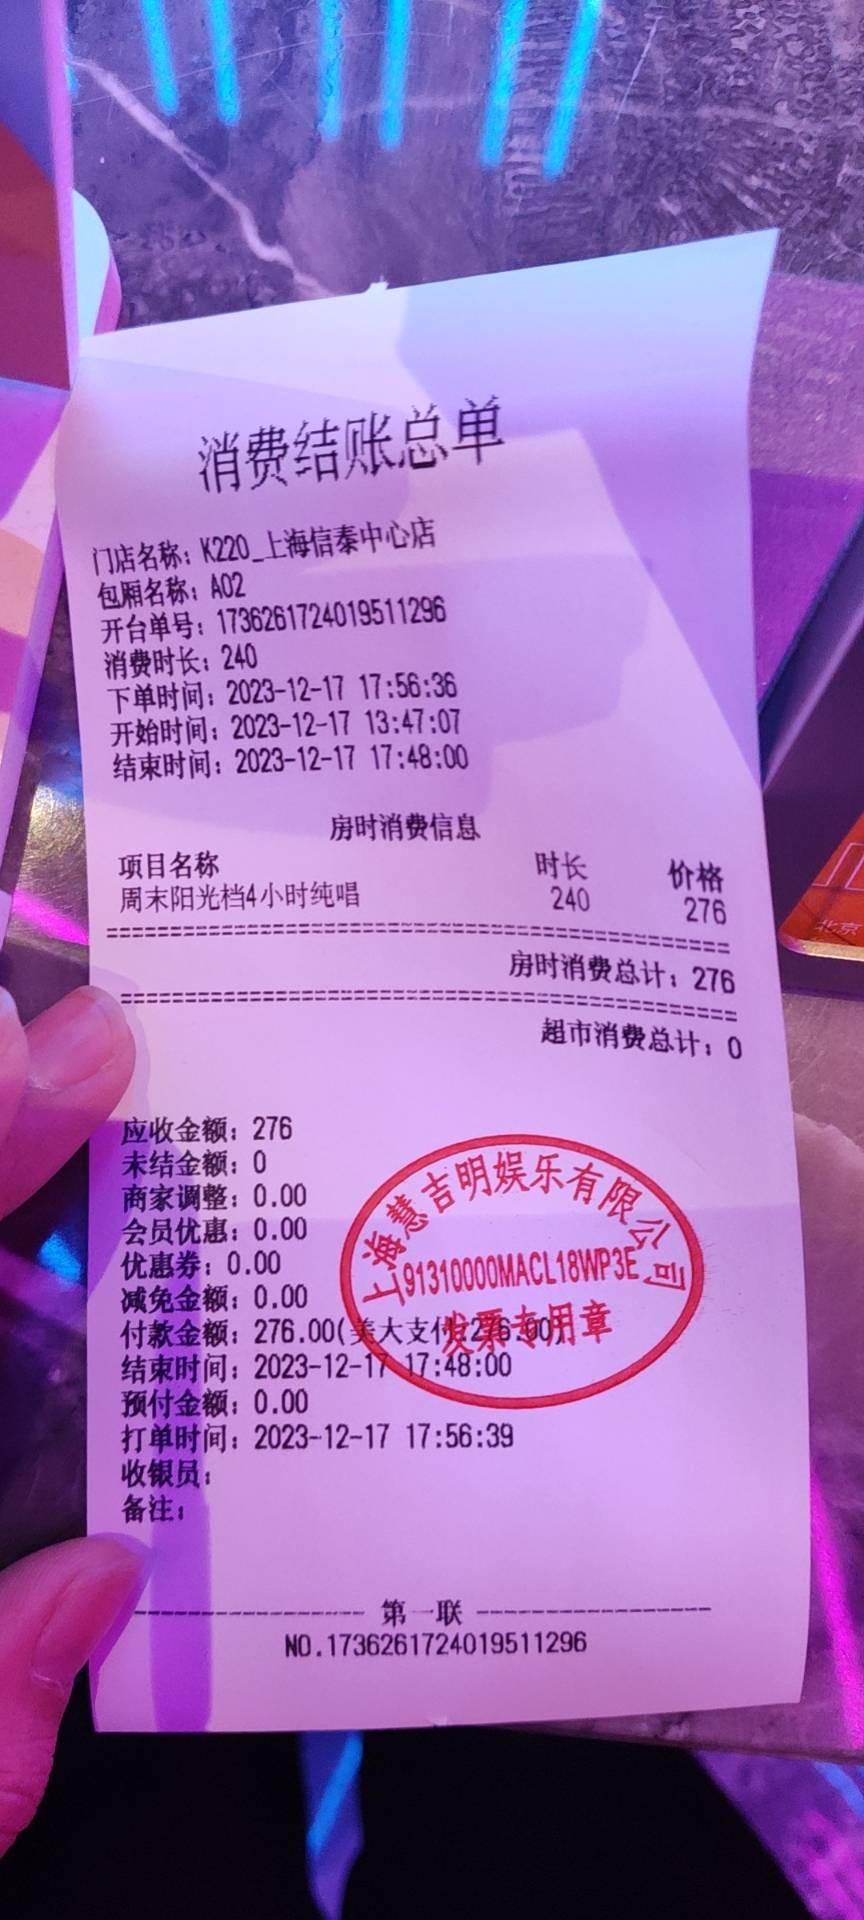 消费结账总单
门店名称：K220_上海信泰中心店
包厢名称：A02
开台单号：1736261724019511296
消费时长：240
下单时间：2023-12-17 17:56:36
开始时间：2023-12-17 13:47:07
结束时间：2023-12-17 17:48:00
房时消费信息
项目名称 时长 价格
周末阳光档4小时纯唱 240 276
房时消费总计：276
超市消费总计：0
应收金额：276
未结金额：0
商家调整：0.00
会员优惠：0.00
优惠券：0.00
减免金额：0.00
付款金额：276.00(美大支付:276.00)
结束时间：2023-12-17 17:48:00
预付金额：0.00
打单时间：2023-12-17 17:56:39
收银员：
备注：
上海慧吉明娱乐有限公司
91310000MACL18WP3E
发票专用章
第一联
NO.1736261724019511296
北京